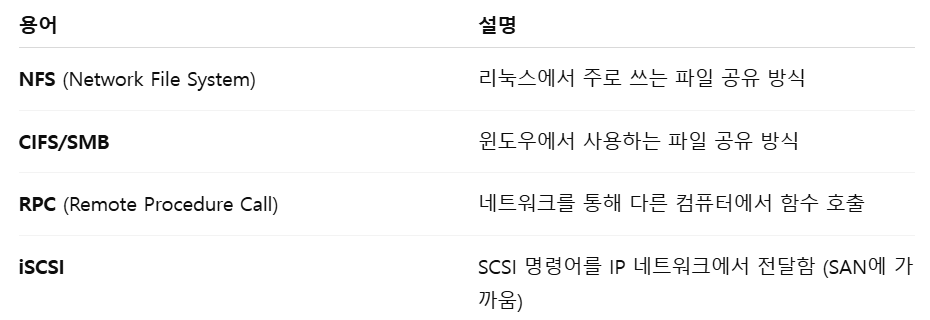 용어 설명
NFS (Network File System) 리눅스에서 주로 쓰는 파일 공유 방식
CIFS/SMB 윈도우에서 사용하는 파일 공유 방식
RPC (Remote Procedure Call) 네트워크를 통해 다른 컴퓨터에서 함수 호출
iSCSI SCSI 명령어를 IP 네트워크에서 전달함 (SAN에 가
까움)